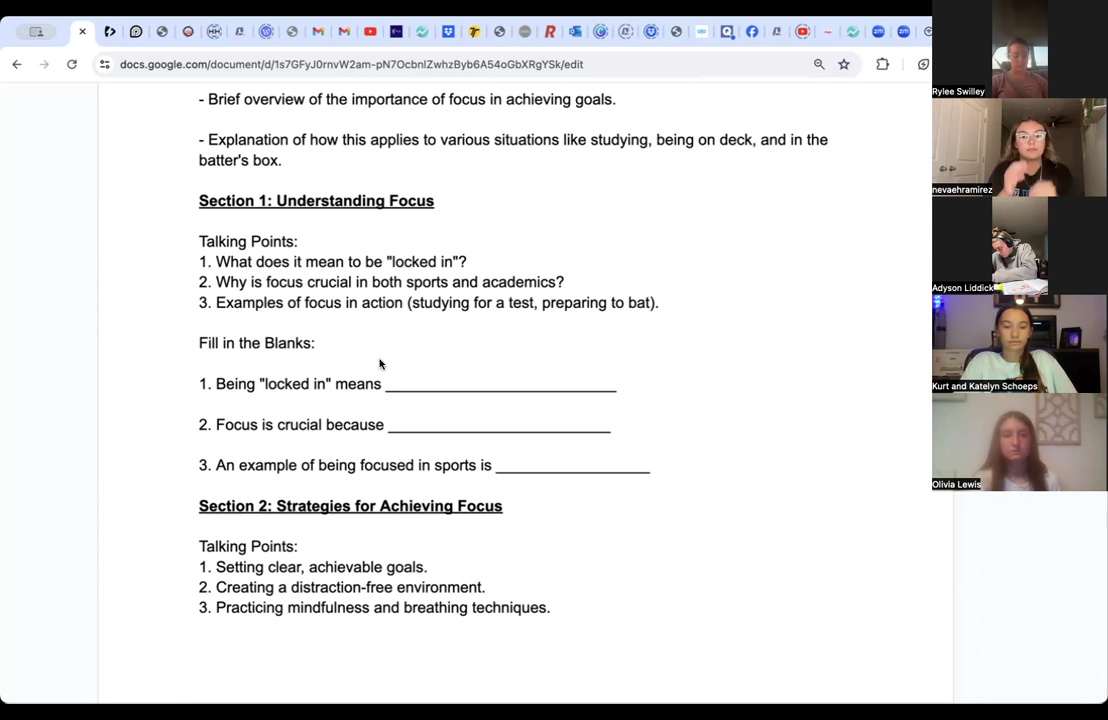 docs.google.com/document/d/1s7GFyJ0rnvW2am-pN7OcbnlZwhzByb6A54oGbXRgYSk/edit
- Brief overview of the importance of focus in achieving goals.
- Explanation of how this applies to various situations like studying, being on deck, and in the
batter's box.
Section 1: Understanding Focus
Talking Points:
1. What does it mean to be "locked in"?
2. Why is focus crucial in both sports and academics?
3. Examples of focus in action (studying for a test, preparing to bat).
Fill in the Blanks:
1. Being "locked in" means ____________________________
2. Focus is crucial because ___________________________
3. An example of being focused in sports is ___________________
Section 2: Strategies for Achieving Focus
Talking Points:
1. Setting clear, achievable goals.
2. Creating a distraction-free environment.
3. Practicing mindfulness and breathing techniques.
Rylee Swilley
nevaehramirez
Adyson Liddick
Kurt and Katelyn Schoeps
Olivia Lewis